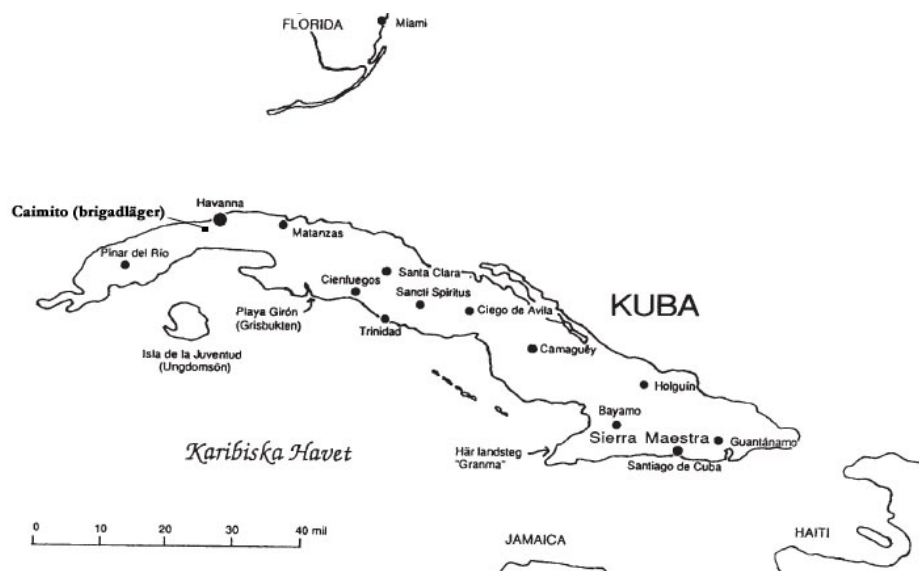 FLORIDA
Miami
Caimito (brigadläger)
Havanna
Matanzas
Pinar del Río
Cienfuegos
Santa Clara
Sancti Spiritus
Playa Girón
(Grisbukten)
Trinidad
Ciego de Avila
KUBA
Isla de la Juventud
(Ungdomsön)
Camagüey
Holguín
Bayamo
Sierra Maestra
Guantánamo
Karibiska Havet
Här landsteg
"Granma"
Santiago de Cuba
0 10 20 30 40 mil
JAMAICA
HAITI